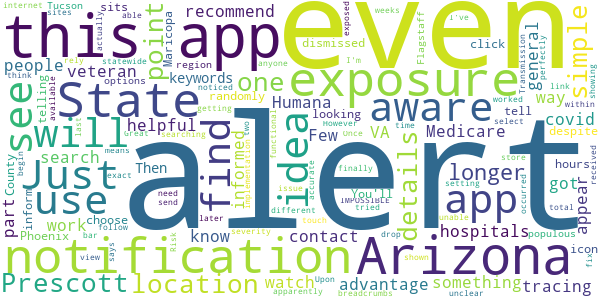 internet Tucson able
sites
available
statewide
region
Maricopa
recommend
veteran
people
keywords
randomly
telling
options
noticed
this app
even
think
anyone
I'm
Flagstaff
I've
weeks
actually
perfectly
exposed
dismissed
click
link
Transmission
showing
within
point
exposure
simple
general
despite
see
State
one
aware
way
covid
will
helpful
Humana
looking
Few
However
Once
time
VA
Medicare
tell
select
worked
store
occurred
hours
received
idea
details
Just
find
informed
search
County
last
inform
begin
means
exact
use
alert
app
longer
got
part
appear
total
hospitals
know
contact
Phoenix
bar
view
says
choose
follow
work
drop
apparently
Upon
severity
Risk
later
need
send
getting
searching
Great
IMPOSSIBLE
tried
issue
different
functional
Implementation
two
accurate
finally
You'll
setting
unable
touch
shown
Then
notification
Arizona
Prescott
location
watch
something
populous
icon
advantage
breadcrumbs
unclear
tracing
fix